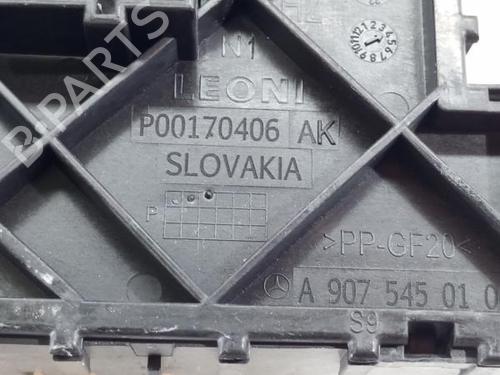 N1
LEONI
P00170406 AK
SLOVAKIA
P
>PP-GF20<
A 907 545 01 0
S9
B-PARTS